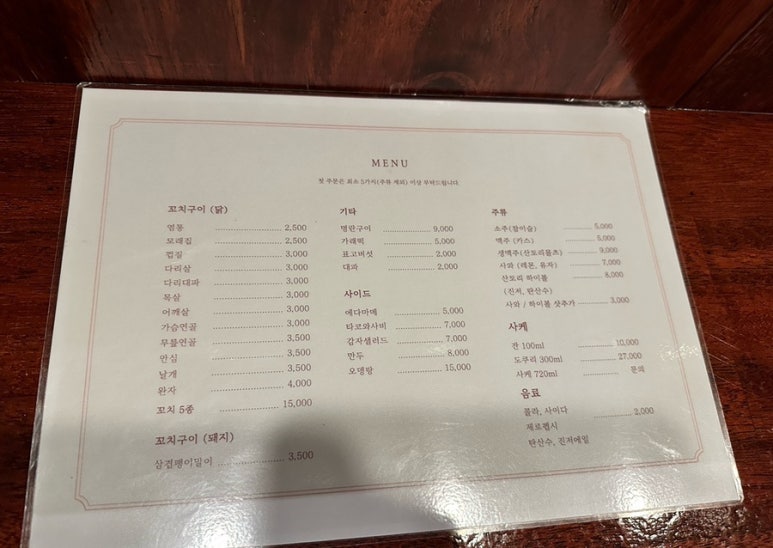 MENU
첫 주문은 최소 5가지(주류 제외) 이상 부탁드립니다
꼬치구이 (닭)
염통 2,500
모래집 2,500
껍질 3,000
다리살 3,000
다리대파 3,000
목살 3,000
어깨살 3,000
가슴연골 3,000
무릎연골 3,500
안심 3,500
날개 3,500
완자 4,000
꼬치 5종 15,000
꼬치구이 (돼지)
삼겹팽이말이 3,500
기타
명란구이 9,000
가래떡 5,000
표고버섯 2,000
대파 2,000
사이드
에다마메 5,000
타코와사비 7,000
감자샐러드 7,000
만두 8,000
오뎅탕 15,000
주류
소주(참이슬) 5,000
맥주 (카스) 5,000
생맥주(산토리몰츠) 9,000
사와 (레몬, 유자) 7,000
산토리 하이볼 8,000
(진저, 탄산수)
사와 / 하이볼 샷추가 3,000
사케
잔 100ml 10,000
도쿠리 300ml 27,000
사케 720ml 문의
음료
콜라, 사이다 2,000
제로펩시
탄산수, 진저에일